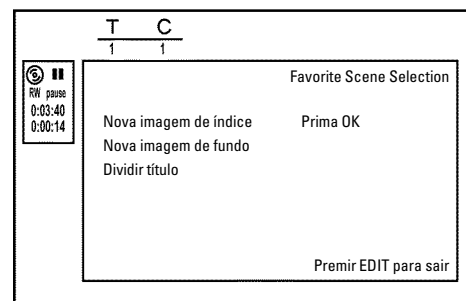 T C
1 1
RW pause
0:03:40
0:00:14
Favorite Scene Selection
Nova imagem de índice Prima OK
Nova imagem de fundo
Dividir título
Premir EDIT para sair